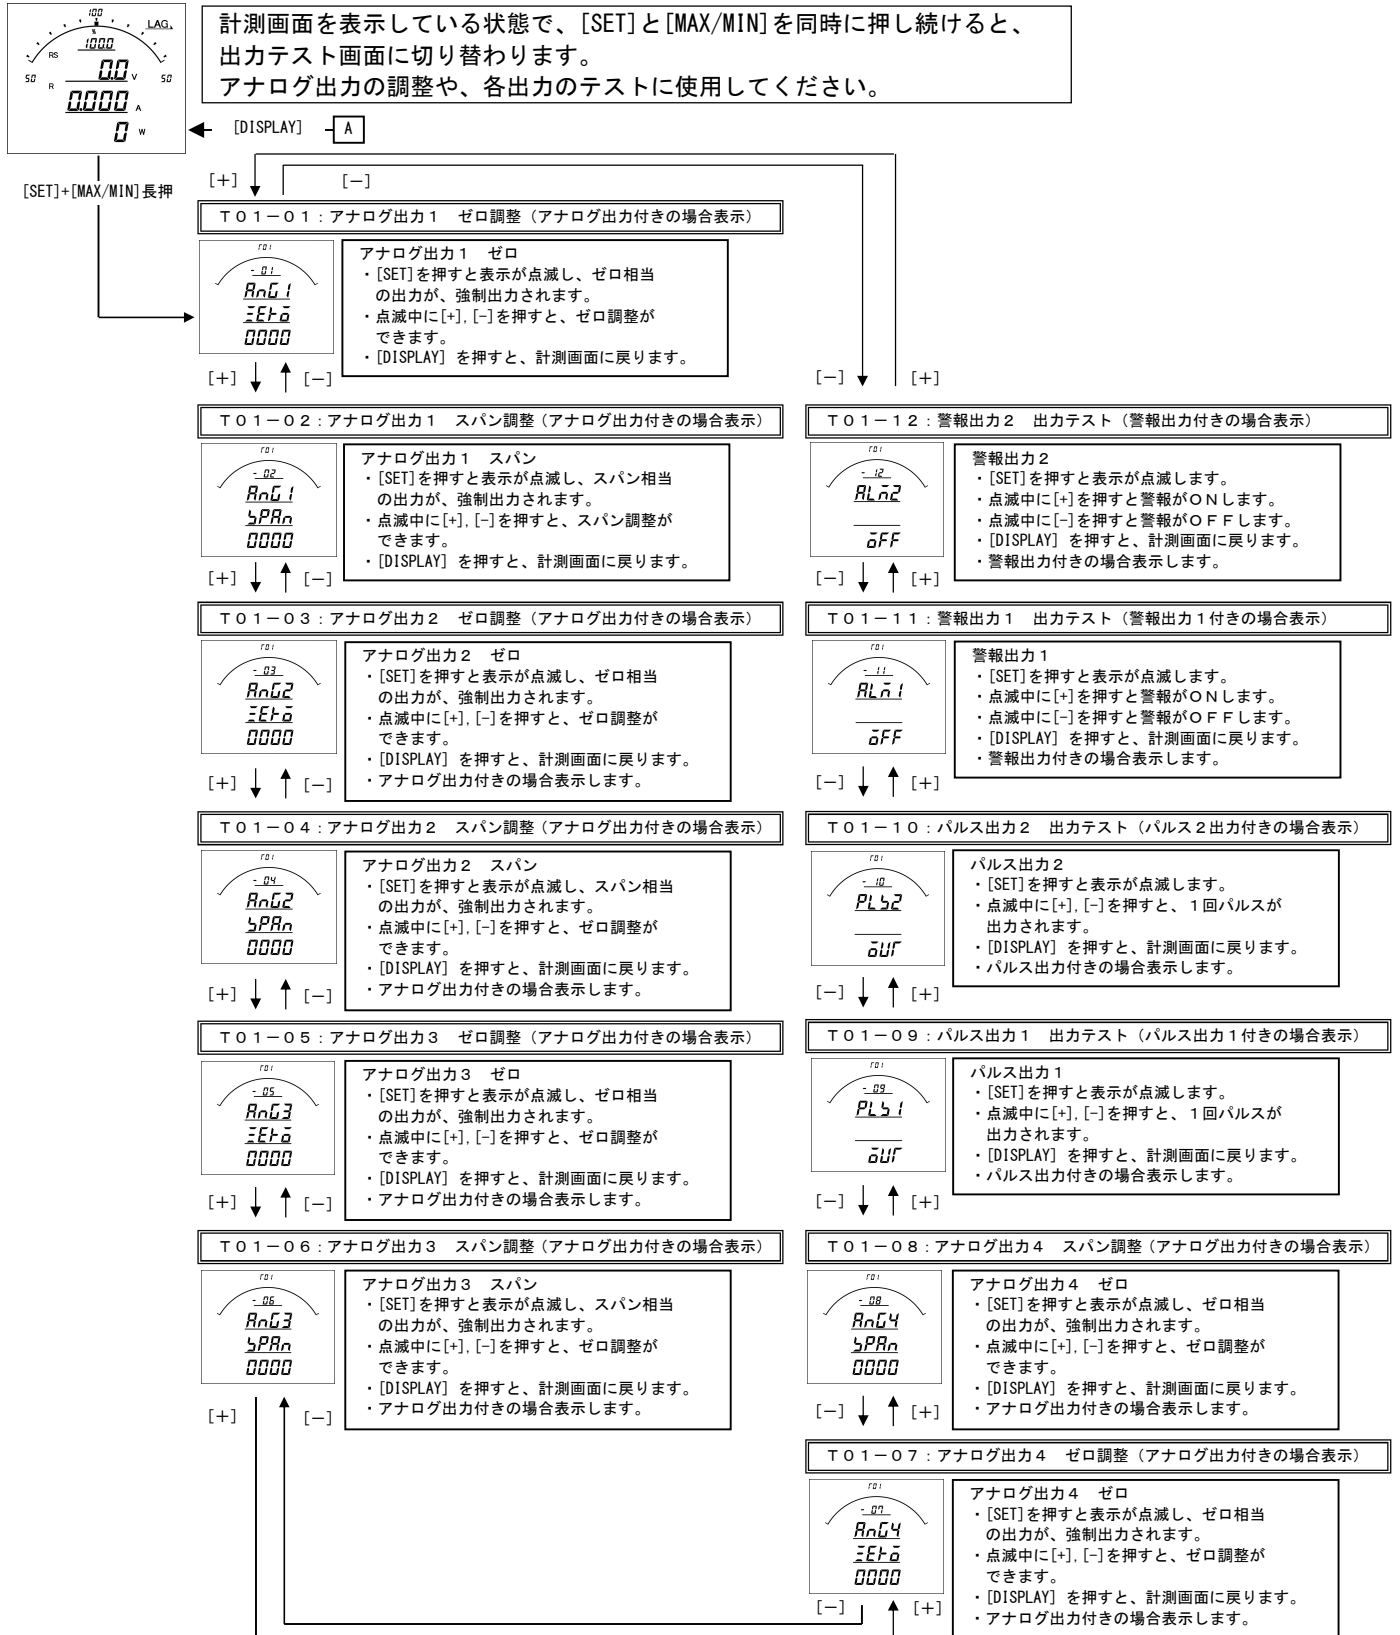 計測画面を表示している状態で、[SET]と[MAX/MIN]を同時に押し続けると、
出力テスト画面に切り替わります。
アナログ出力の調整や、各出力のテストに使用してください。
100
%
LAG
RS
100.0
50
50
R
0.0 V
0.000 A
0 W
[DISPLAY]
A
[SET]+[MAX/MIN]長押
[+]
[−]
T01−01:アナログ出力1 ゼロ調整(アナログ出力付きの場合表示)
T01
-01
AnG1
ZERO
0000
アナログ出力1 ゼロ
・[SET]を押すと表示が点滅し、ゼロ相当
の出力が、強制出力されます。
・点滅中に[+],[-]を押すと、ゼロ調整が
できます。
・[DISPLAY] を押すと、計測画面に戻ります。
[+]
[−]
T01−02:アナログ出力1 スパン調整(アナログ出力付きの場合表示)
T01
-02
AnG1
SPAn
0000
アナログ出力1 スパン
・[SET]を押すと表示が点滅し、スパン相当
の出力が、強制出力されます。
・点滅中に[+],[-]を押すと、スパン調整が
できます。
・[DISPLAY] を押すと、計測画面に戻ります。
[+]
[−]
T01−03:アナログ出力2 ゼロ調整(アナログ出力付きの場合表示)
T01
-03
AnG2
ZERO
0000
アナログ出力2 ゼロ
・[SET]を押すと表示が点滅し、ゼロ相当
の出力が、強制出力されます。
・点滅中に[+],[-]を押すと、ゼロ調整が
できます。
・[DISPLAY] を押すと、計測画面に戻ります。
・アナログ出力付きの場合表示します。
[+]
[−]
T01−04:アナログ出力2 スパン調整(アナログ出力付きの場合表示)
T01
-04
AnG2
SPAn
0000
アナログ出力2 スパン
・[SET]を押すと表示が点滅し、スパン相当
の出力が、強制出力されます。
・点滅中に[+],[-]を押すと、ゼロ調整が
できます。
・[DISPLAY] を押すと、計測画面に戻ります。
・アナログ出力付きの場合表示します。
[+]
[−]
T01−05:アナログ出力3 ゼロ調整(アナログ出力付きの場合表示)
T01
-05
AnG3
ZERO
0000
アナログ出力3 ゼロ
・[SET]を押すと表示が点滅し、ゼロ相当
の出力が、強制出力されます。
・点滅中に[+],[-]を押すと、ゼロ調整が
できます。
・[DISPLAY] を押すと、計測画面に戻ります。
・アナログ出力付きの場合表示します。
[+]
[−]
T01−06:アナログ出力3 スパン調整(アナログ出力付きの場合表示)
T01
-06
AnG3
SPAn
0000
アナログ出力3 スパン
・[SET]を押すと表示が点滅し、スパン相当
の出力が、強制出力されます。
・点滅中に[+],[-]を押すと、ゼロ調整が
できます。
・[DISPLAY] を押すと、計測画面に戻ります。
・アナログ出力付きの場合表示します。
[+]
[−]
[−]
[+]
T01−12:警報出力2 出力テスト(警報出力付きの場合表示)
T01
-12
ALM2
OFF
警報出力2
・[SET]を押すと表示が点滅します。
・点滅中に[+]を押すと警報がONします。
・点滅中に[-]を押すと警報がOFFします。
・[DISPLAY] を押すと、計測画面に戻ります。
・警報出力付きの場合表示します。
[−]
[+]
T01−11:警報出力1 出力テスト(警報出力1付きの場合表示)
T01
-11
ALM1
OFF
警報出力1
・[SET]を押すと表示が点滅します。
・点滅中に[+]を押すと警報がONします。
・点滅中に[-]を押すと警報がOFFします。
・[DISPLAY] を押すと、計測画面に戻ります。
・警報出力付きの場合表示します。
[−]
[+]
T01−10:パルス出力2 出力テスト(パルス2出力付きの場合表示)
T01
-10
PLS2
OUT
パルス出力2
・[SET]を押すと表示が点滅します。
・点滅中に[+],[-]を押すと、1回パルスが
出力されます。
・[DISPLAY] を押すと、計測画面に戻ります。
・パルス出力付きの場合表示します。
[−]
[+]
T01−09:パルス出力1 出力テスト(パルス出力1付きの場合表示)
T01
-09
PLS1
OUT
パルス出力1
・[SET]を押すと表示が点滅します。
・点滅中に[+],[-]を押すと、1回パルスが
出力されます。
・[DISPLAY] を押すと、計測画面に戻ります。
・パルス出力付きの場合表示します。
[−]
[+]
T01−08:アナログ出力4 スパン調整(アナログ出力付きの場合表示)
T01
-08
AnG4
SPAn
0000
アナログ出力4 ゼロ
・[SET]を押すと表示が点滅し、ゼロ相当
の出力が、強制出力されます。
・点滅中に[+],[-]を押すと、ゼロ調整が
できます。
・[DISPLAY] を押すと、計測画面に戻ります。
・アナログ出力付きの場合表示します。
[−]
[+]
T01−07:アナログ出力4 ゼロ調整(アナログ出力付きの場合表示)
T01
-07
AnG4
ZERO
0000
アナログ出力4 ゼロ
・[SET]を押すと表示が点滅し、ゼロ相当
の出力が、強制出力されます。
・点滅中に[+],[-]を押すと、ゼロ調整が
できます。
・[DISPLAY] を押すと、計測画面に戻ります。
・アナログ出力付きの場合表示します。
[−]
[+]